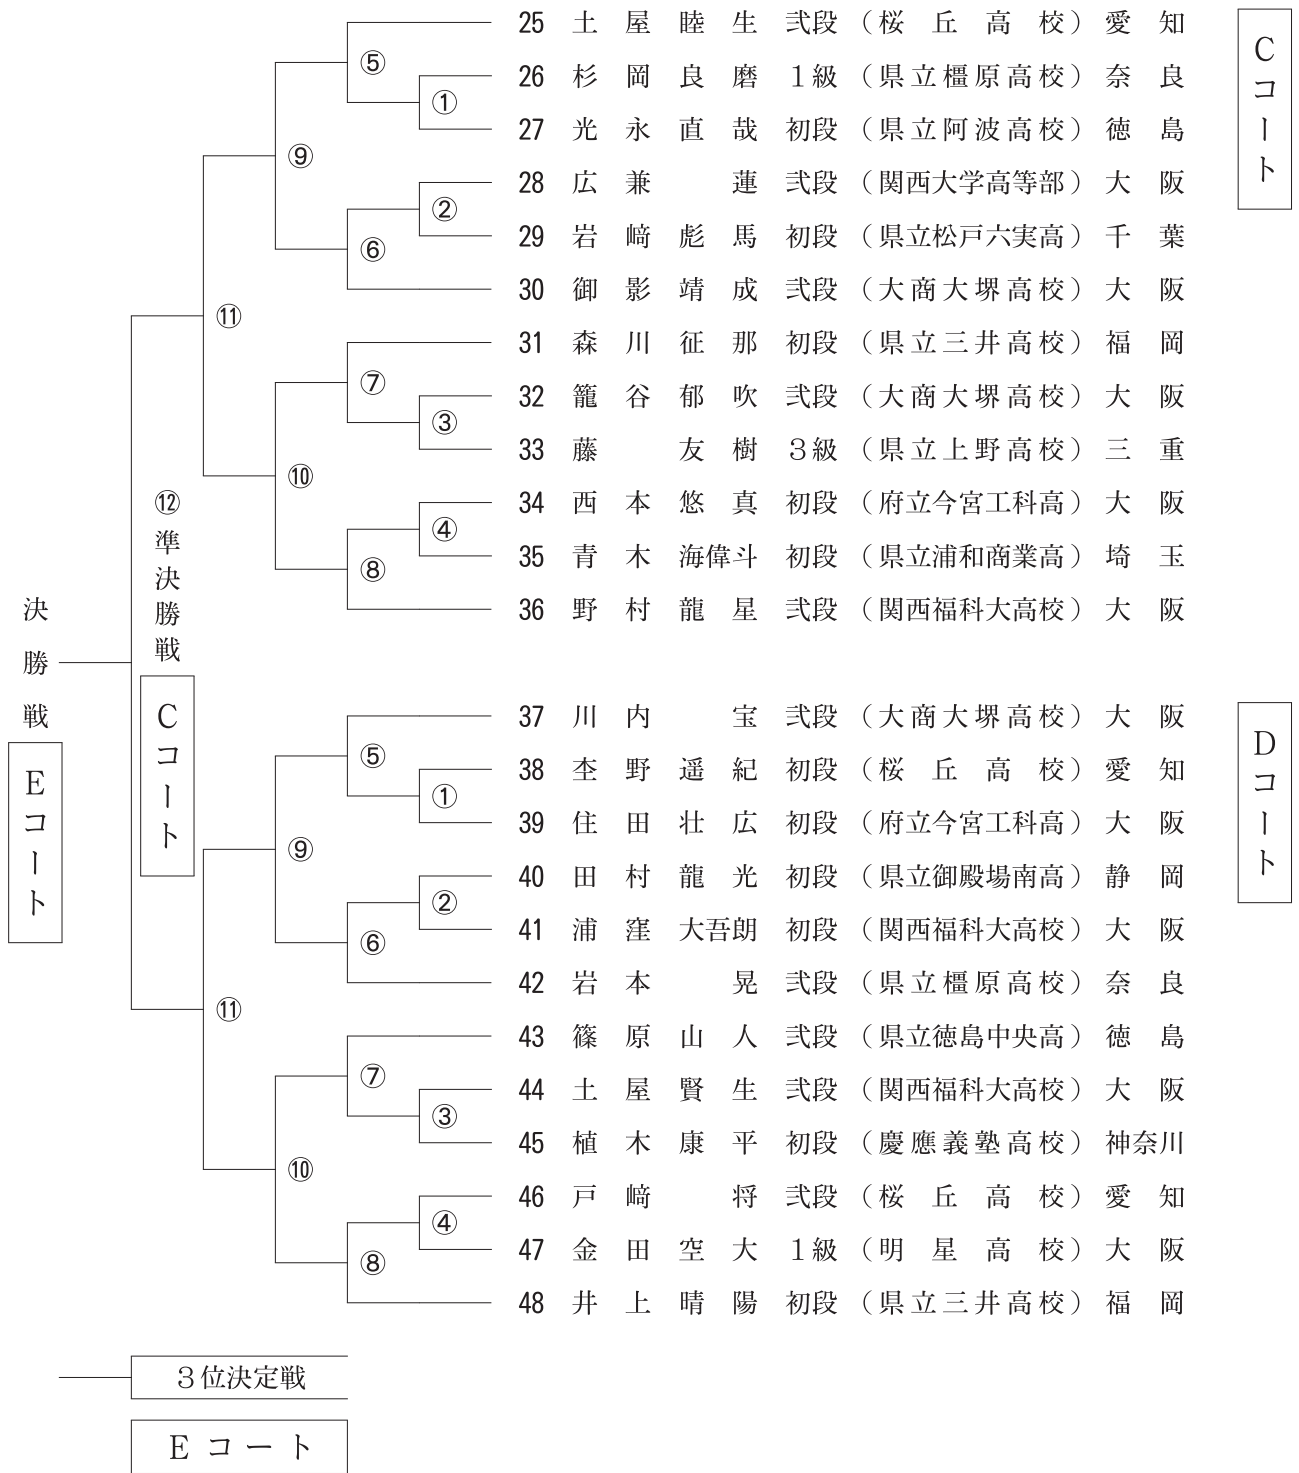 25 土屋睦生 弐段 （桜丘高校） 愛知
⑤
26 杉岡良磨 １級 （県立橿原高校） 奈良
①
27 光永直哉 初段 （県立阿波高校） 徳島
⑨
28 広兼 蓮 弐段 （関西大学高等部） 大阪
②
29 岩﨑彪馬 初段 （県立松戸六実高） 千葉
⑥
30 御影靖成 弐段 （大商大堺高校） 大阪
⑪
31 森川征那 初段 （県立三井高校） 福岡
⑦
32 籠谷郁吹 弐段 （大商大堺高校） 大阪
③
33 藤 友樹 ３級 （県立上野高校） 三重
⑩
34 西本悠真 初段 （府立今宮工科高） 大阪
④
35 青木海偉斗 初段 （県立浦和商業高） 埼玉
⑧
36 野村龍星 弐段 （関西福科大高校） 大阪
Cコート
⑫準決勝戦
Cコート
決勝戦
Eコート
37 川内 宝 弐段 （大商大堺高校） 大阪
⑤
38 杢野遥紀 初段 （桜丘高校） 愛知
①
39 住田壮広 初段 （府立今宮工科高） 大阪
⑨
40 田村龍光 初段 （県立御殿場南高） 静岡
②
41 浦窪大吾朗 初段 （関西福科大高校） 大阪
⑥
42 岩本 晃 弐段 （県立橿原高校） 奈良
⑪
43 篠原山人 弐段 （県立徳島中央高） 徳島
⑦
44 土屋賢生 弐段 （関西福科大高校） 大阪
③
45 植木康平 初段 （慶應義塾高校） 神奈川
⑩
46 戸﨑 将 弐段 （桜丘高校） 愛知
④
47 金田空大 １級 （明星高校） 大阪
⑧
48 井上晴陽 初段 （県立三井高校） 福岡
Dコート
３位決定戦
Eコート